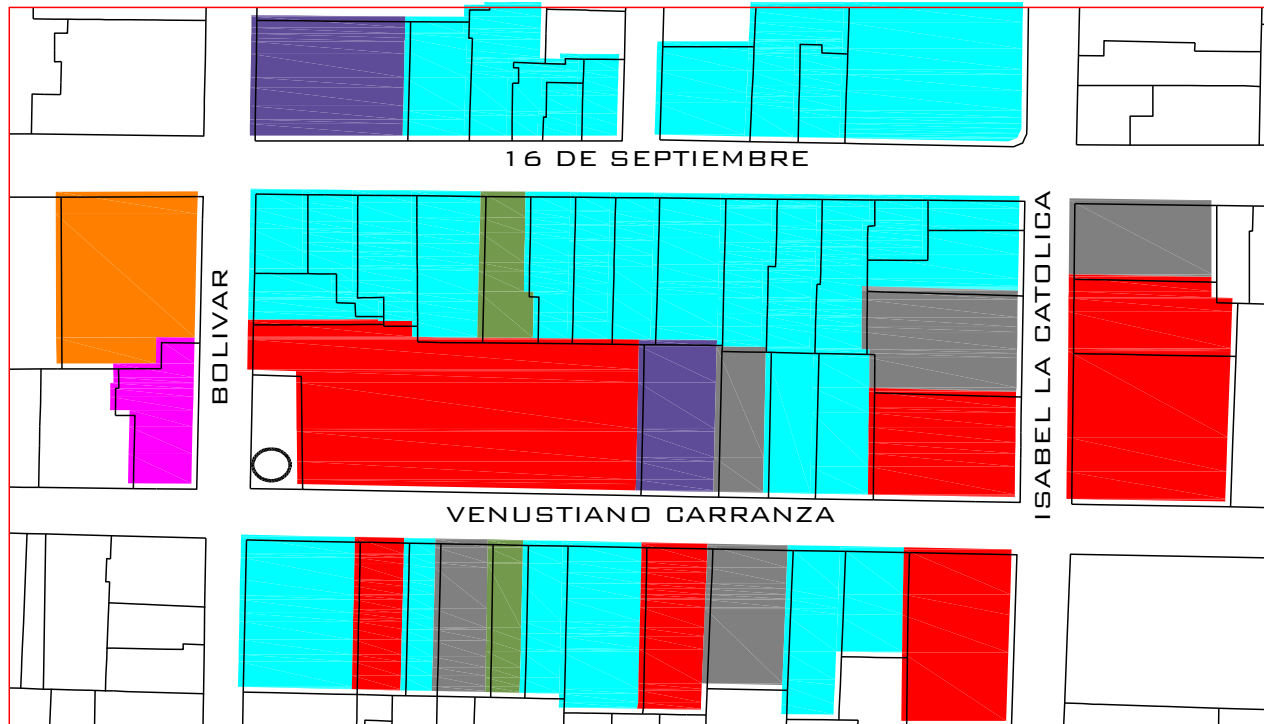 16 DE SEPTIEMBRE
BOLIVAR
ISABEL LA CATOLICA
VENUSTIANO CARRANZA